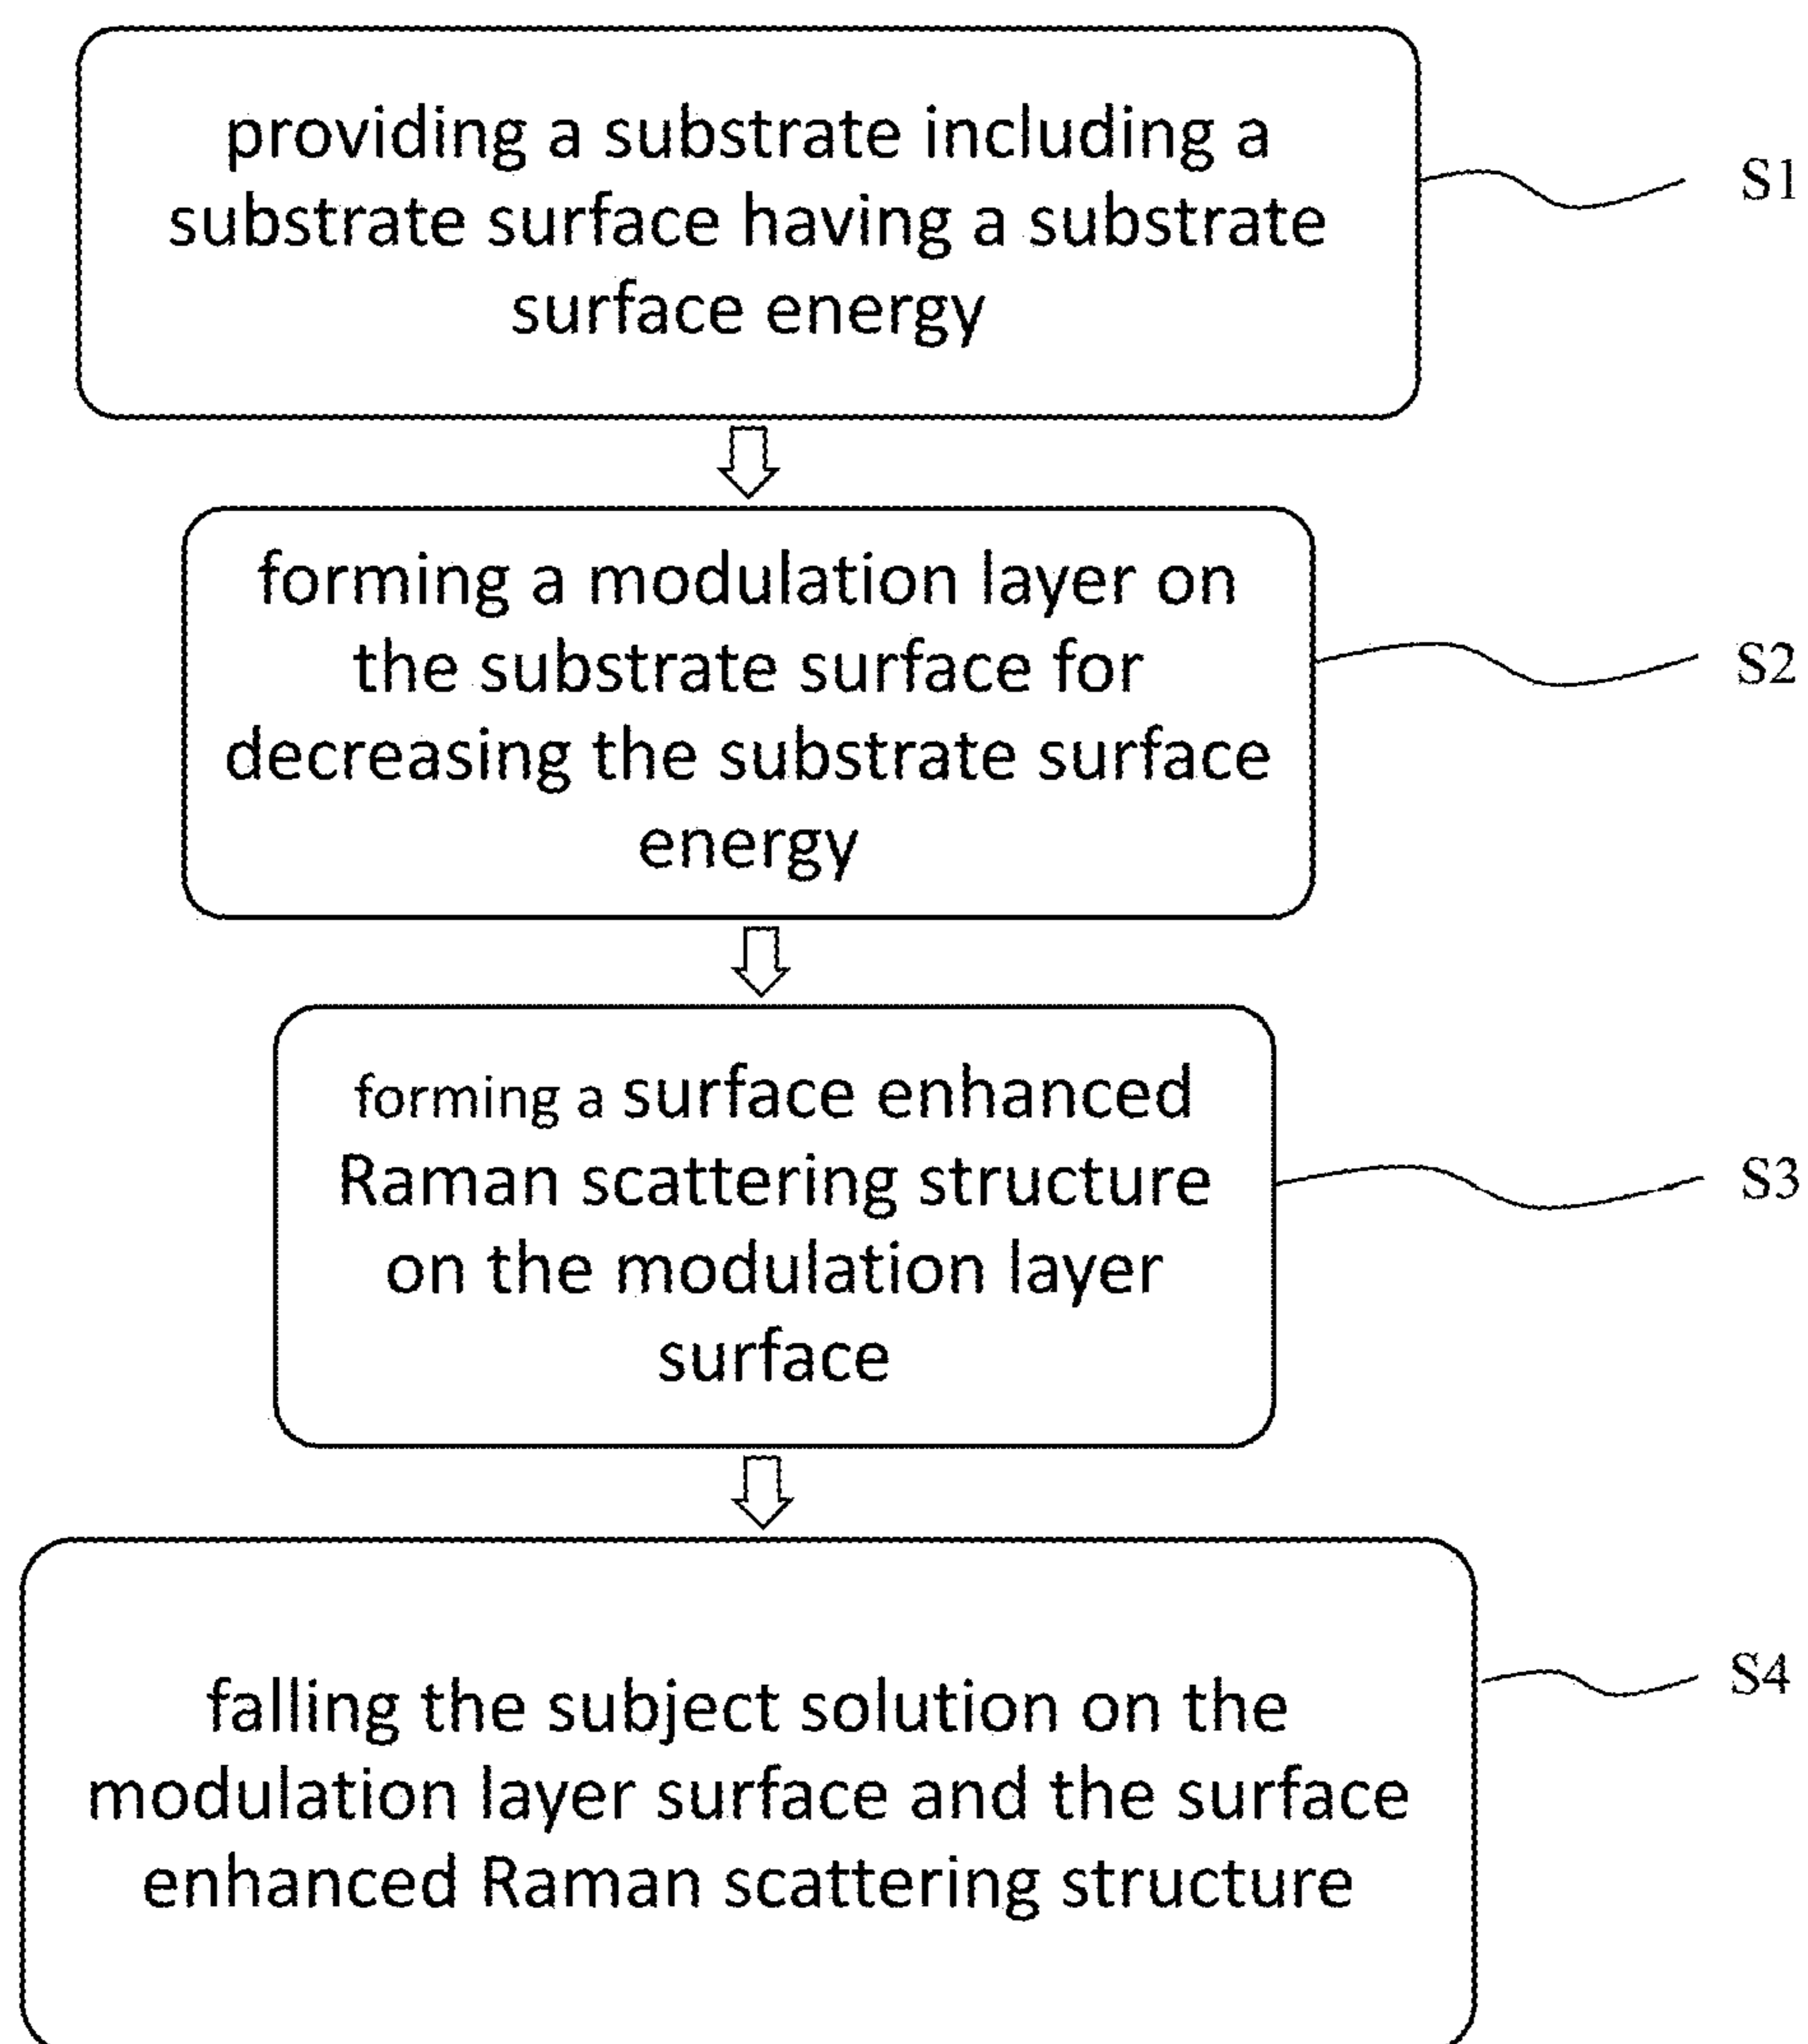 providing a substrate including a
substrate surface having a substrate
surface energy
S1
forming a modulation layer on
the substrate surface for
decreasing the substrate surface
energy
S2
forming a surface enhanced
Raman scattering structure
on the modulation layer
surface
S3
falling the subject solution on the
modulation layer surface and the surface
enhanced Raman scattering structure
S4